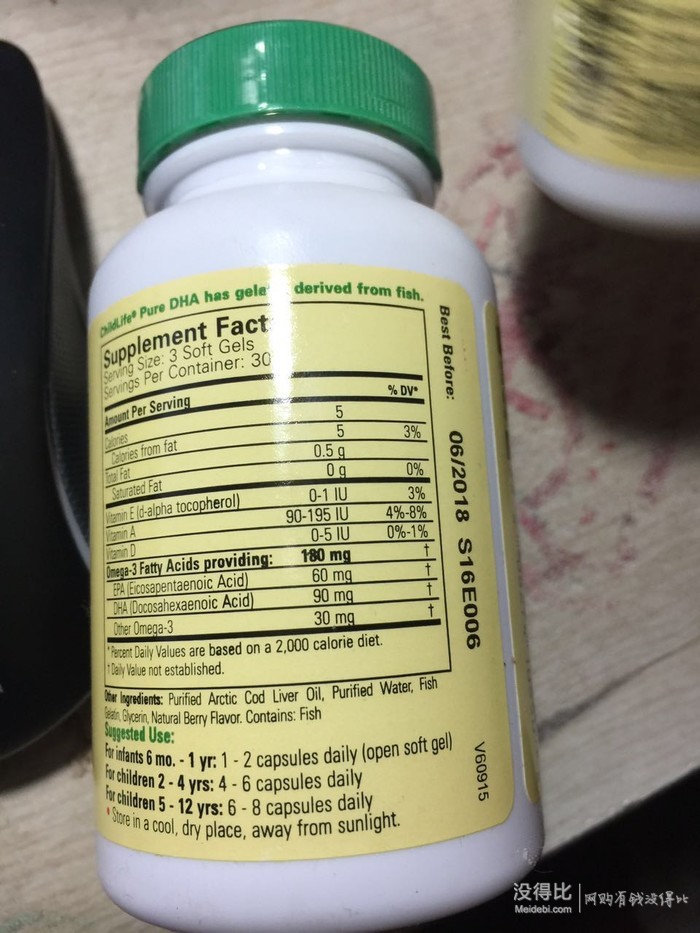 ChildLife® Pure DHA has gela derived from fish.
Supplement Fact
Serving Size: 3 Soft Gels
Servings Per Container: 30
Amount Per Serving % DV*
Calories 5
Calories from fat 5
Total Fat 0.5 g 3%
Saturated Fat 0 g 0%
Vitamin E (d-alpha tocopherol) 0-1 IU 3%
Vitamin A 90-195 IU 4%-8%
Vitamin D 0-5 IU 0%-1%
Omega-3 Fatty Acids providing: 180 mg †
EPA (Eicosapentaenoic Acid) 60 mg †
DHA (Docosahexaenoic Acid) 90 mg †
Other Omega-3 30 mg †
* Percent Daily Values are based on a 2,000 calorie diet.
† Daily Value not established.
Other Ingredients: Purified Arctic Cod Liver Oil, Purified Water, Fish
Gelatin, Glycerin, Natural Berry Flavor. Contains: Fish
Suggested Use:
For infants 6 mo. - 1 yr: 1 - 2 capsules daily (open soft gel)
For children 2 - 4 yrs: 4 - 6 capsules daily
For children 5 - 12 yrs: 6 - 8 capsules daily
• Store in a cool, dry place, away from sunlight.
Best Before: 06/2018 S16E006
V60915
没得比
Meidebi.com
网购有钱没得比